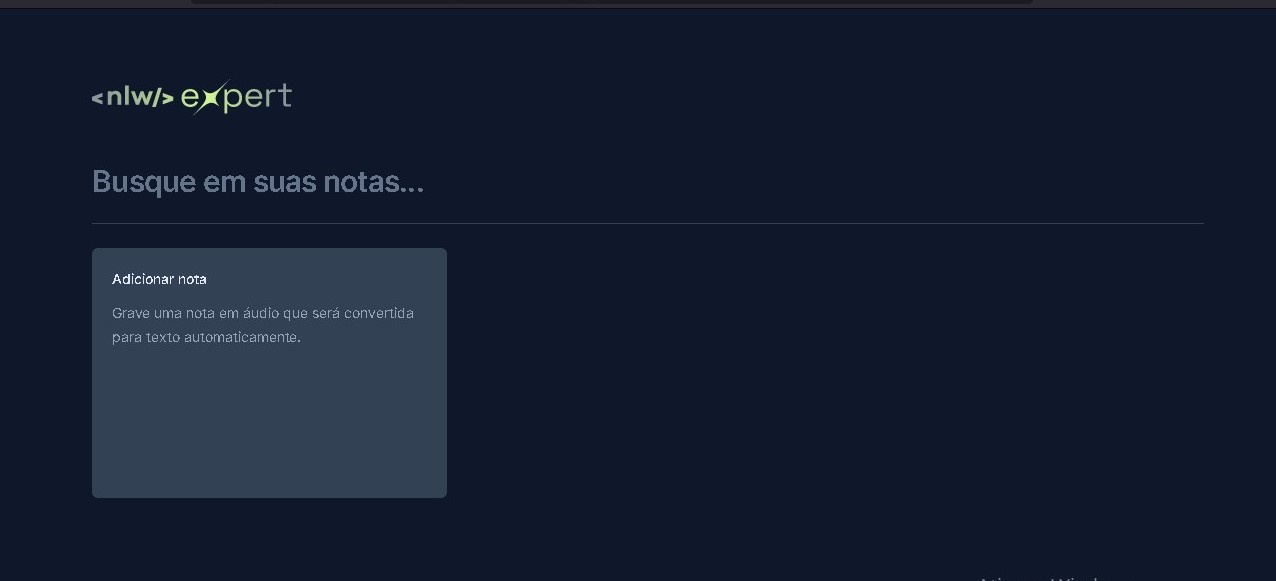 <nlw/> expert
Busque em suas notas...
Adicionar nota
Grave uma nota em áudio que será convertida
para texto automaticamente.